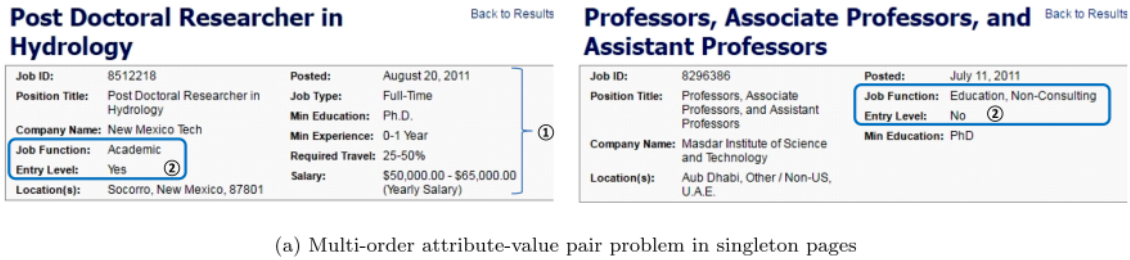 Post Doctoral Researcher in
Hydrology
Back to Results
Job ID: 8512218
Position Title: Post Doctoral Researcher in
Hydrology
Company Name: New Mexico Tech
Job Function: Academic
Entry Level: Yes ②
Location(s): Socorro, New Mexico, 87801
Posted: August 20, 2011
Job Type: Full-Time
Min Education: Ph.D.
Min Experience: 0-1 Year
Required Travel: 25-50%
Salary: $50,000.00 - $65,000.00
(Yearly Salary)
①
Professors, Associate Professors, and
Assistant Professors
Back to Results
Job ID: 8296386
Position Title: Professors, Associate
Professors, and Assistant
Professors
Company Name: Masdar Institute of Science
and Technology
Location(s): Aub Dhabi, Other / Non-US,
U.A.E.
Posted: July 11, 2011
Job Function: Education, Non-Consulting
Entry Level: No ②
Min Education: PhD
(a) Multi-order attribute-value pair problem in singleton pages